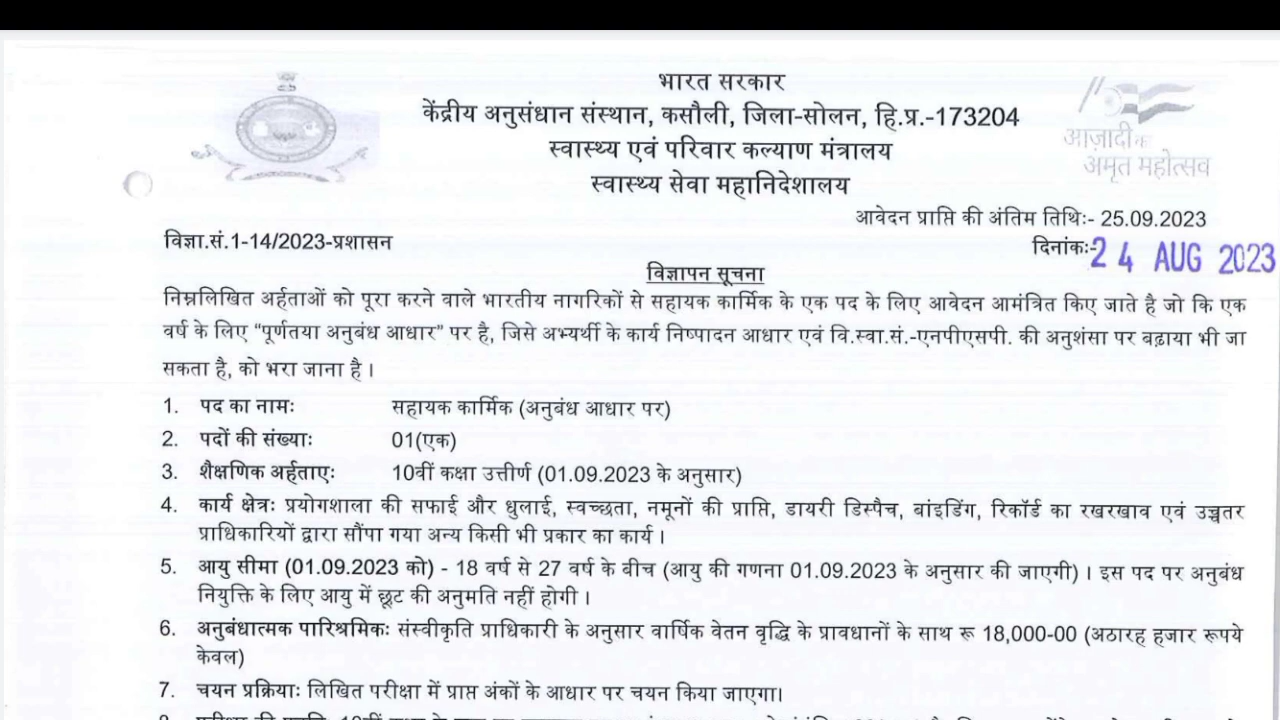 भारत सरकार
केंद्रीय अनुसंधान संस्थान, कसौली, जिला-सोलन, हि.प्र.-173204
स्वास्थ्य एवं परिवार कल्याण मंत्रालय
स्वास्थ्य सेवा महानिदेशालय
आज़ादी का
अमृत महोत्सव
आवेदन प्राप्ति की अंतिम तिथिः- 25.09.2023
विज्ञा.सं.1-14/2023-प्रशासन
दिनांकः-24 AUG 2023
विज्ञापन सूचना
निम्नलिखित अर्हताओं को पूरा करने वाले भारतीय नागरिकों से सहायक कार्मिक के एक पद के लिए आवेदन आमंत्रित किए जाते है जो कि एक
वर्ष के लिए “पूर्णतया अनुबंध आधार” पर है, जिसे अभ्यर्थी के कार्य निष्पादन आधार एवं वि.स्वा.सं.-एनपीएसपी. की अनुशंसा पर बढ़ाया भी जा
सकता है, को भरा जाना है।
1. पद का नामः सहायक कार्मिक (अनुबंध आधार पर)
2. पदों की संख्याः 01(एक)
3. शैक्षणिक अर्हताएः 10वीं कक्षा उत्तीर्ण (01.09.2023 के अनुसार)
4. कार्य क्षेत्रः प्रयोगशाला की सफाई और धुलाई, स्वच्छता, नमूनों की प्राप्ति, डायरी डिस्पैच, बांइडिंग, रिकॉर्ड का रखरखाव एवं उच्चतर
प्राधिकारियों द्वारा सौंपा गया अन्य किसी भी प्रकार का कार्य।
5. आयु सीमा (01.09.2023 को) - 18 वर्ष से 27 वर्ष के बीच (आयु की गणना 01.09.2023 के अनुसार की जाएगी)। इस पद पर अनुबंध
नियुक्ति के लिए आयु में छूट की अनुमति नहीं होगी।
6. अनुबंधात्मक पारिश्रमिकः संस्वीकृति प्राधिकारी के अनुसार वार्षिक वेतन वृद्धि के प्रावधानों के साथ रू 18,000-00 (अठारह हजार रूपये
केवल)
7. चयन प्रक्रियाः लिखित परीक्षा में प्राप्त अंकों के आधार पर चयन किया जाएगा।